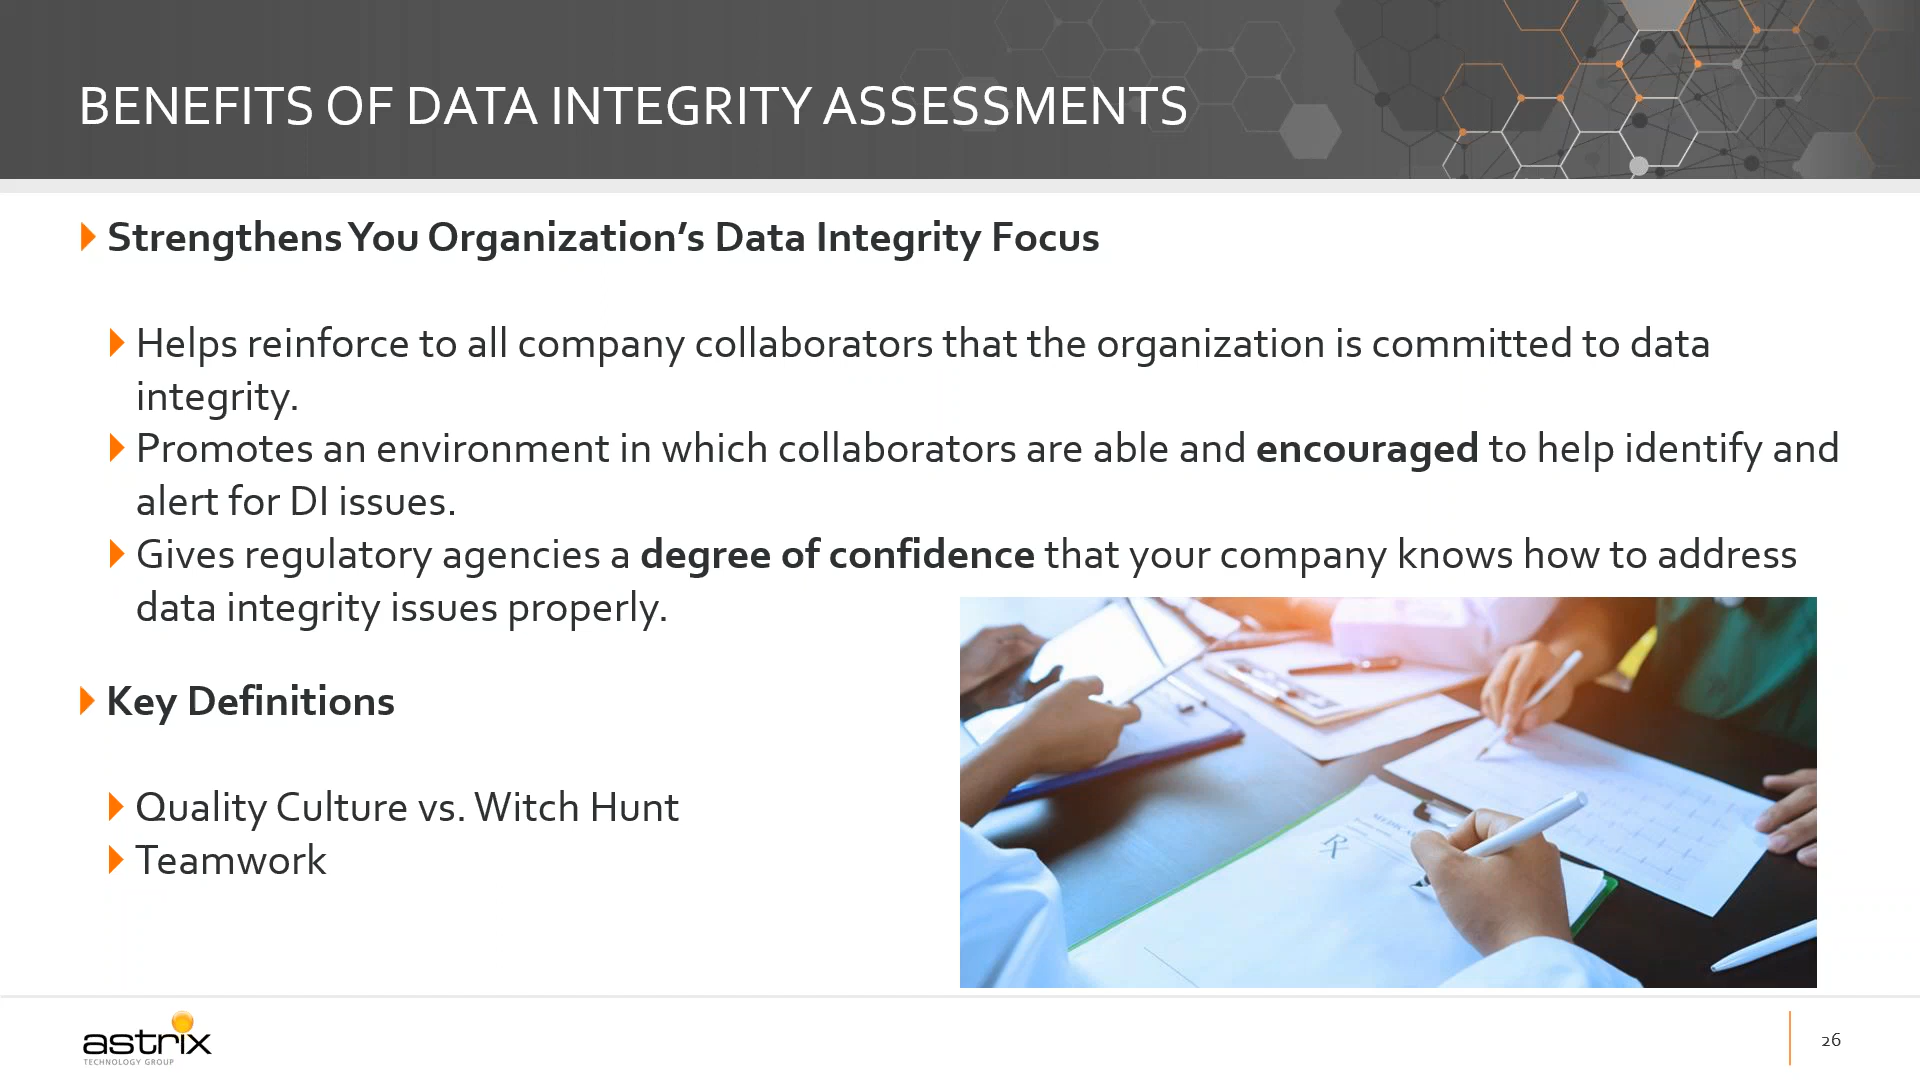 BENEFITS OF DATA INTEGRITY ASSESSMENTS
Strengthens You Organization’s Data Integrity Focus
Helps reinforce to all company collaborators that the organization is committed to data
integrity.
Promotes an environment in which collaborators are able and encouraged to help identify and
alert for DI issues.
Gives regulatory agencies a degree of confidence that your company knows how to address
data integrity issues properly.
Key Definitions
Quality Culture vs. Witch Hunt
Teamwork
Rx
astrix
TECHNOLOGY GROUP
26